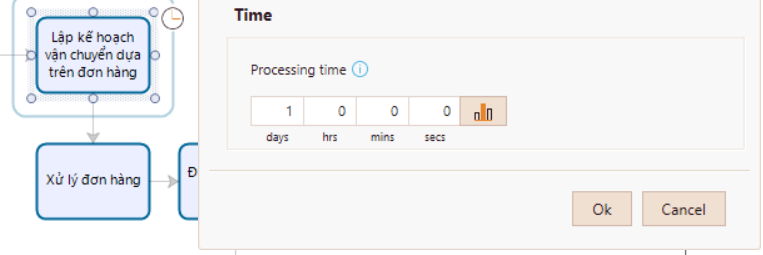 Lập kế hoạch
vận chuyển dựa
trên đơn hàng
Xử lý đơn hàng
Đ
Time
Processing time
1 0 0 0
days hrs mins secs
Ok Cancel